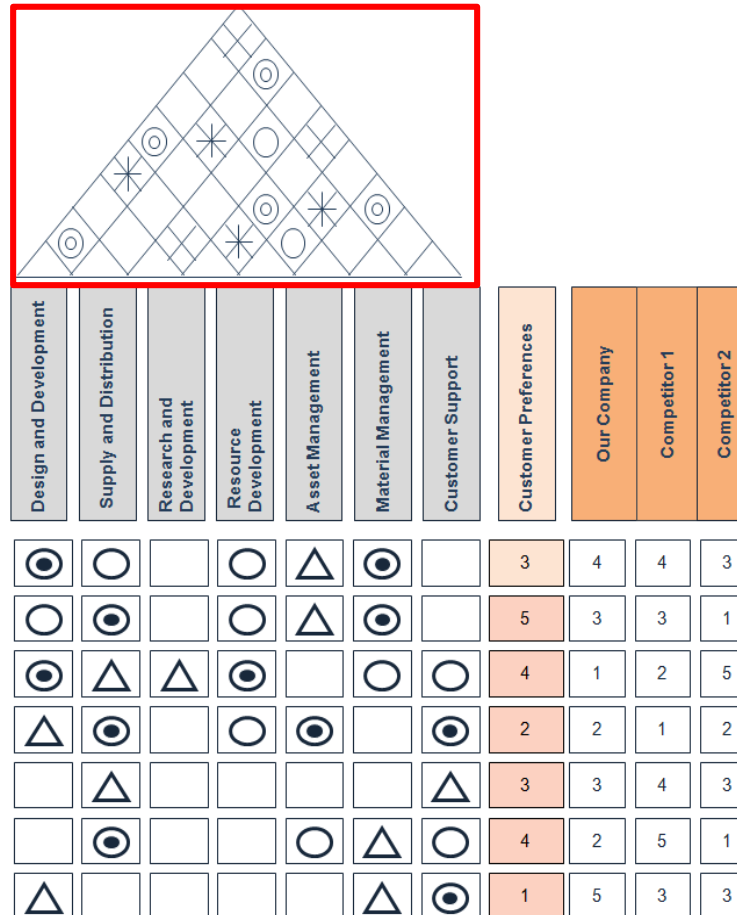 Design and Development
Supply and Distribution
Research and
Development
Resource
Development
Asset Management
Material Management
Customer Support
Customer Preferences
Our Company
Competitor 1
Competitor 2
3 4 4 3
5 3 3 1
4 1 2 5
2 2 1 2
3 3 4 3
4 2 5 1
1 5 3 3